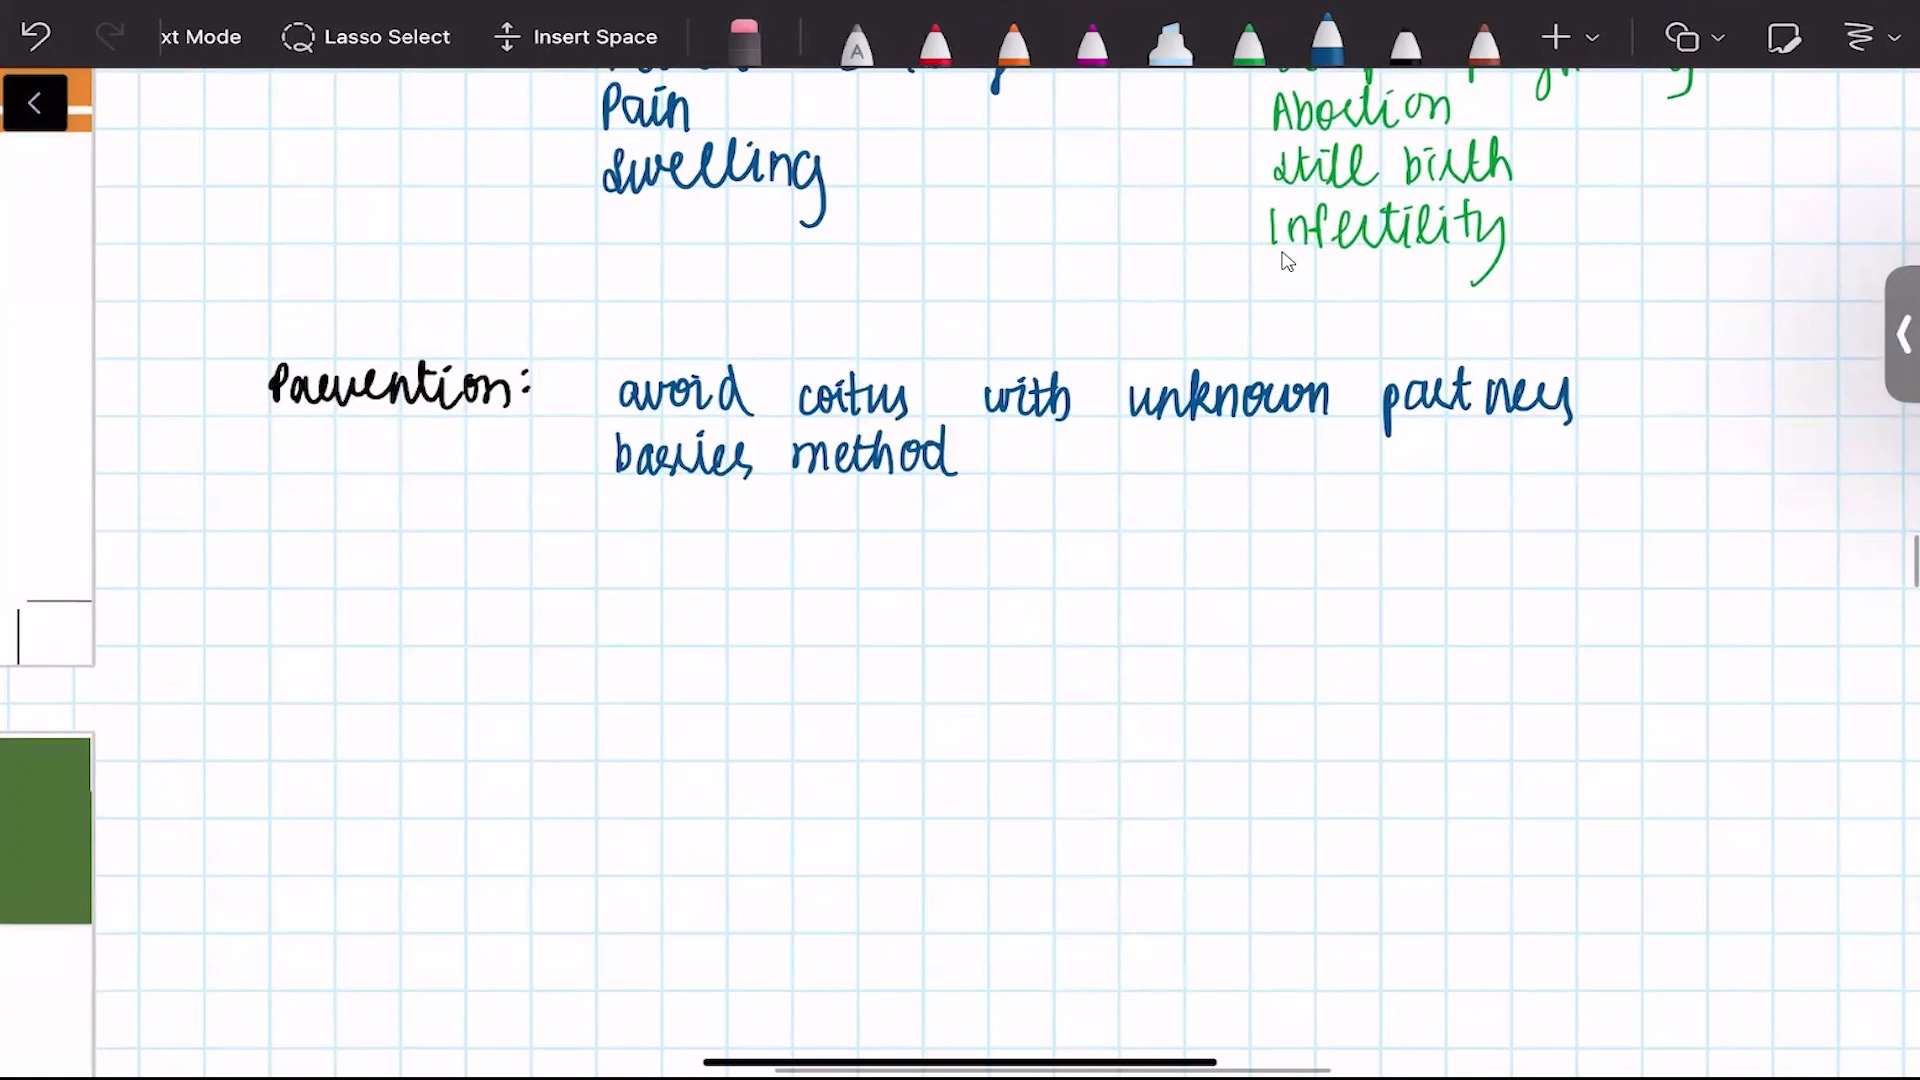 xt Mode Lasso Select Insert Space
A
Pain
Swelling
Abortion
Still birth
Infertility
Prevention: avoid coitus with unknown partners
barrier method